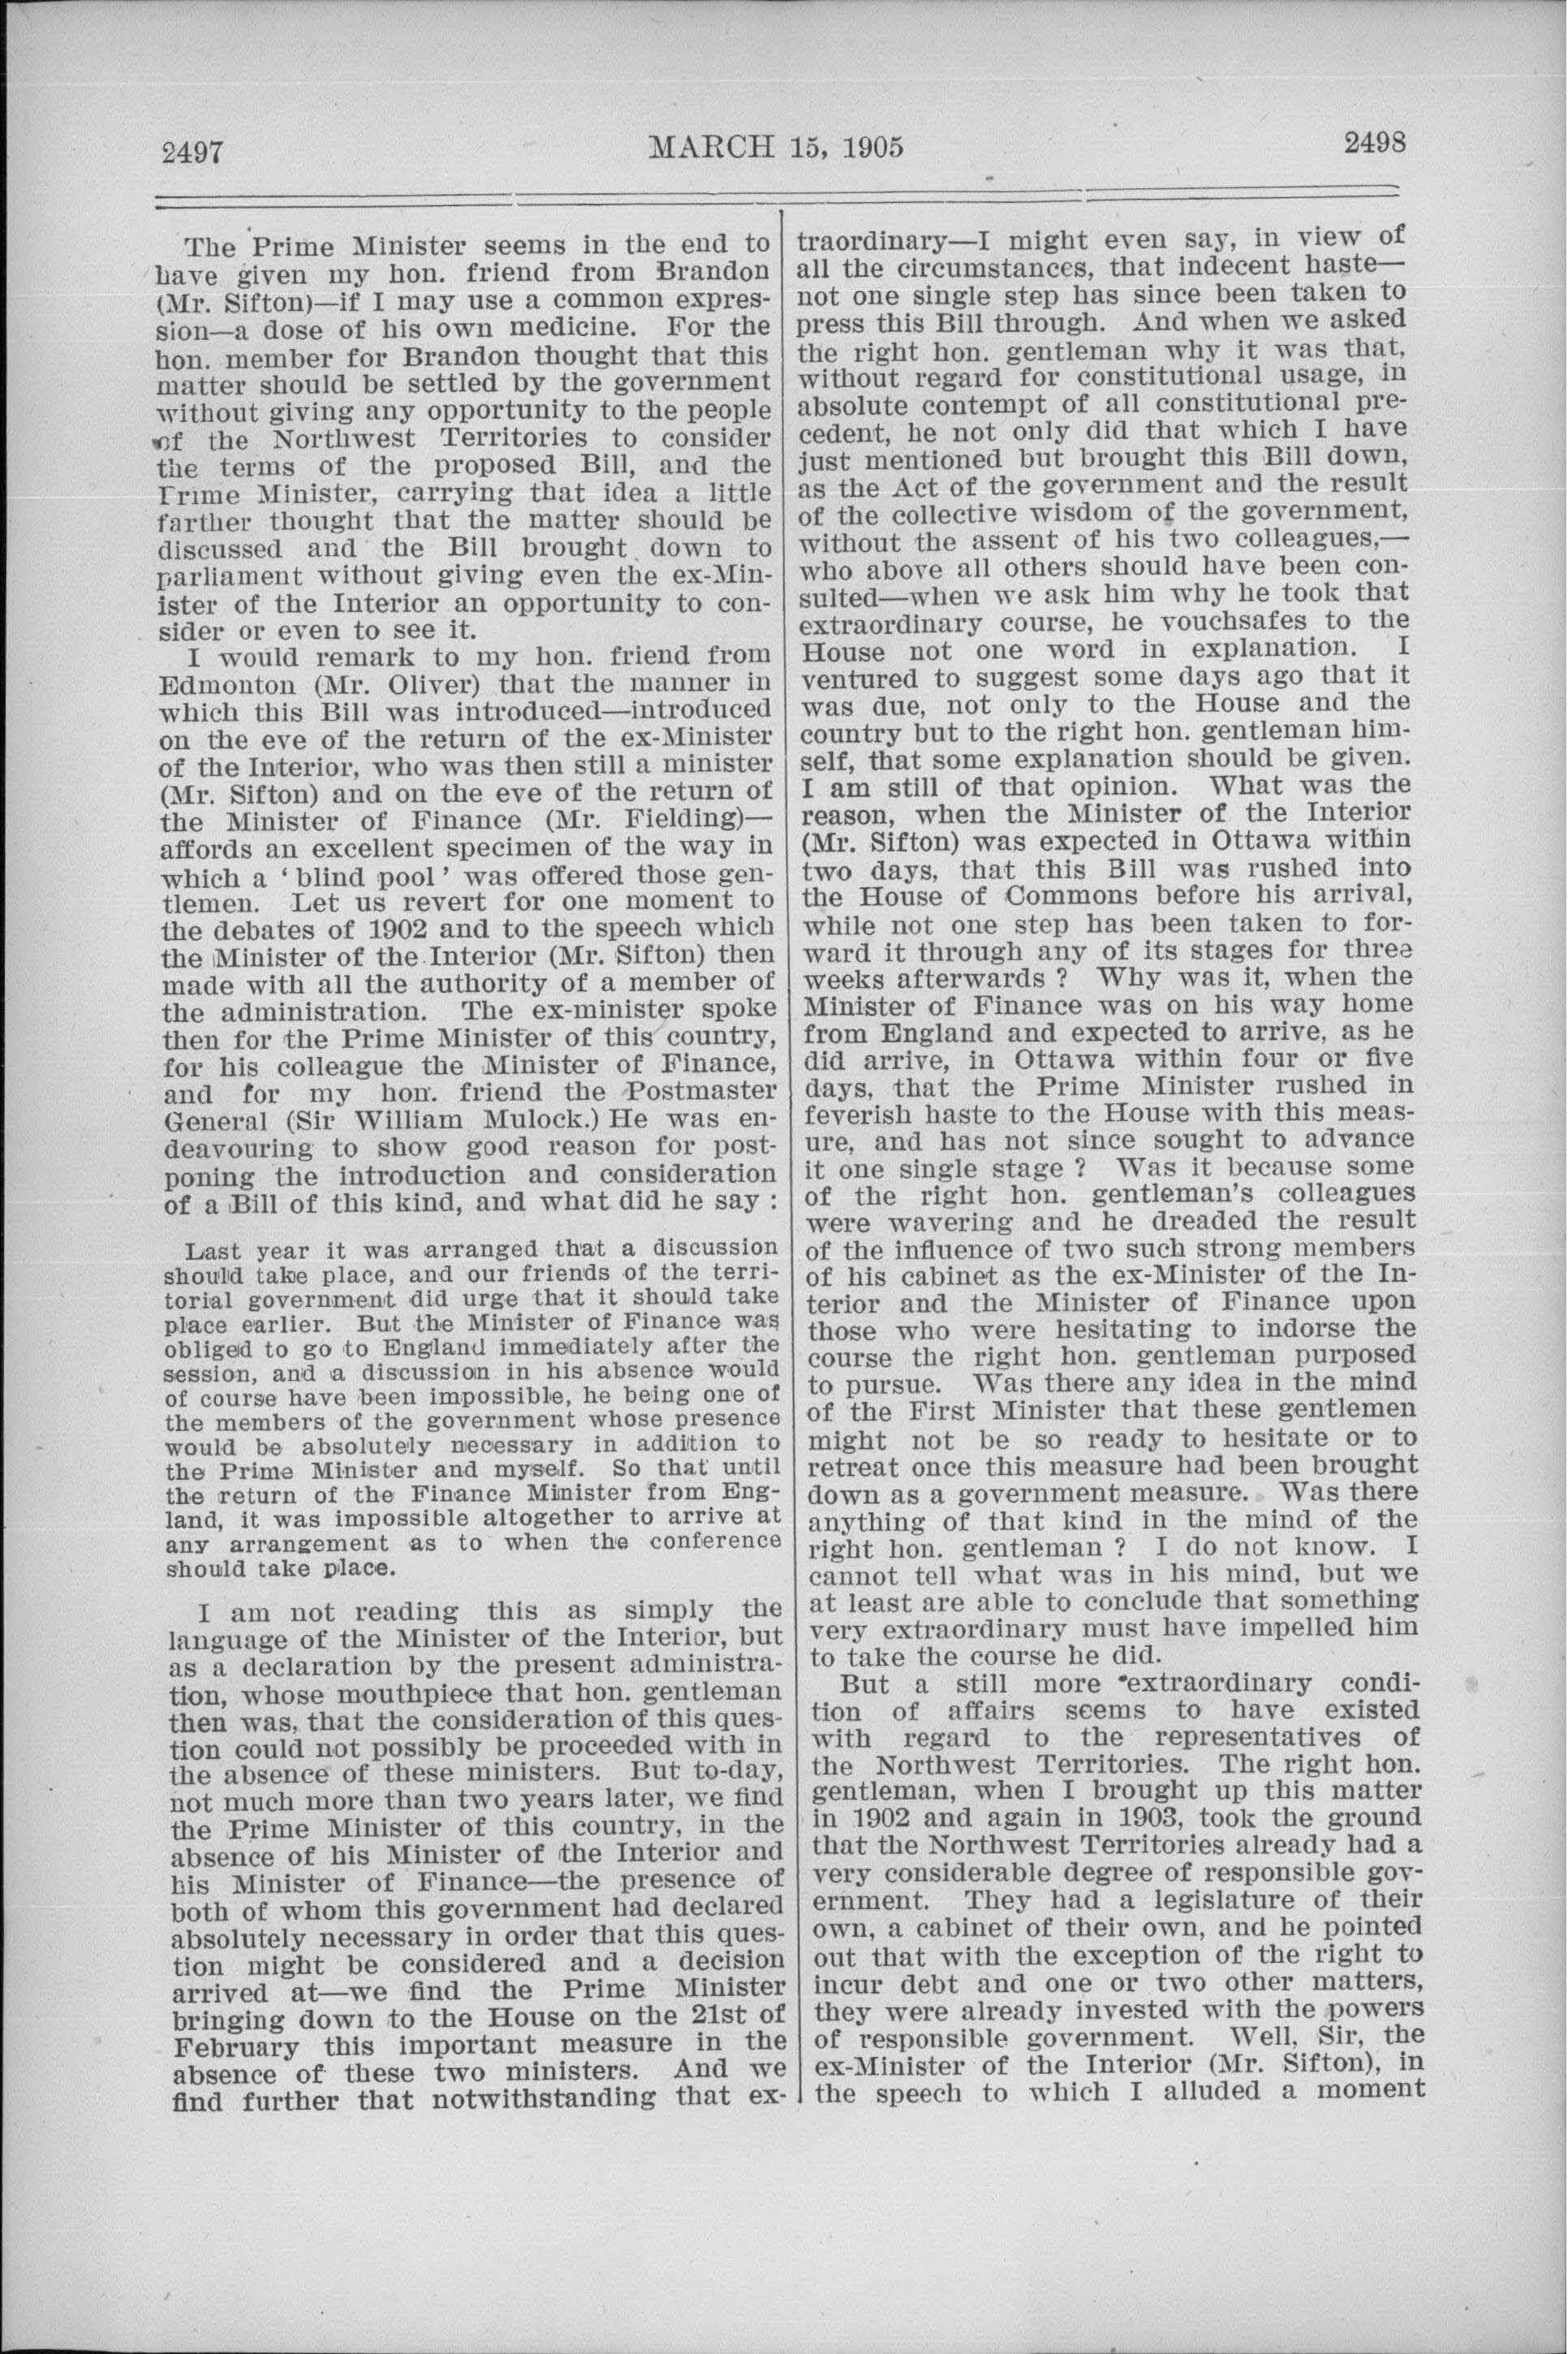 2497
MARCH 15, 1905
2498
The Prime Minister seems in the end to
have given my hon. friend from Brandon
(Mr. Sifton)—if I may use a common expres-
sion—a dose of his own medicine. For the
hon. member for Brandon thought that this
matter should be settled by the government
without giving any opportunity to the people
of the Northwest Territories to consider
the terms of the proposed Bill, and the
Prime Minister, carrying that idea a little
farther thought that the matter should be
discussed and the Bill brought down to
parliament without giving even the ex-Min-
ister of the Interior an opportunity to con-
sider or even to see it.
I would remark to my hon. friend from
Edmonton (Mr. Oliver) that the manner in
which this Bill was introduced—introduced
on the eve of the return of the ex-Minister
of the Interior, who was then still a minister
(Mr. Sifton) and on the eve of the return of
the Minister of Finance (Mr. Fielding)—
affords an excellent specimen of the way in
which a ‘ blind pool ’ was offered those gen-
tlemen. Let us revert for one moment to
the debates of 1902 and to the speech which
the Minister of the Interior (Mr. Sifton) then
made with all the authority of a member of
the administration. The ex-minister spoke
then for the Prime Minister of this country,
for his colleague the Minister of Finance,
and for my hon. friend the Postmaster
General (Sir William Mulock.) He was en-
deavouring to show good reason for post-
poning the introduction and consideration
of a Bill of this kind, and what did he say :
Last year it was arranged that a discussion
should take place, and our friends of the terri-
torial government did urge that it should take
place earlier. But the Minister of Finance was
obliged to go to England immediately after the
session, and a discussion in his absence would
of course have been impossible, he being one of
the members of the government whose presence
would be absolutely necessary in addition to
the Prime Minister and myself. So that until
the return of the Finance Minister from Eng-
land, it was impossible altogether to arrive at
any arrangement as to when the conference
should take place.
I am not reading this as simply the
language of the Minister of the Interior, but
as a declaration by the present administra-
tion, whose mouthpiece that hon. gentleman
then was, that the consideration of this ques-
tion could not possibly be proceeded with in
the absence of these ministers. But to-day,
not much more than two years later, we find
the Prime Minister of this country, in the
absence of his Minister of the Interior and
his Minister of Finance—the presence of
both of whom this government had declared
absolutely necessary in order that this ques-
tion might be considered and a decision
arrived at—we find the Prime Minister
bringing down to the House on the 21st of
February this important measure in the
absence of these two ministers. And we
find further that notwithstanding that ex-
traordinary—I might even say, in view of
all the circumstances, that indecent haste—
not one single step has since been taken to
press this Bill through. And when we asked
the right hon. gentleman why it was that,
without regard for constitutional usage, in
absolute contempt of all constitutional pre-
cedent, he not only did that which I have
just mentioned but brought this Bill down,
as the Act of the government and the result
of the collective wisdom of the government,
without the assent of his two colleagues,—
who above all others should have been con-
sulted—when we ask him why he took that
extraordinary course, he vouchsafes to the
House not one word in explanation. I
ventured to suggest some days ago that it
was due, not only to the House and the
country but to the right hon. gentleman him-
self, that some explanation should be given.
I am still of that opinion. What was the
reason, when the Minister of the Interior
(Mr. Sifton) was expected in Ottawa within
two days, that this Bill was rushed into
the House of Commons before his arrival,
while not one step has been taken to for-
ward it through any of its stages for three
weeks afterwards ? Why was it, when the
Minister of Finance was on his way home
from England and expected to arrive, as he
did arrive, in Ottawa within four or five
days, that the Prime Minister rushed in
feverish haste to the House with this meas-
ure, and has not since sought to advance
it one single stage ? Was it because some
of the right hon. gentleman's colleagues
were wavering and he dreaded the result
of the influence of two such strong members
of his cabinet as the ex-Minister of the In-
terior and the Minister of Finance upon
those who were hesitating to indorse the
course the right hon. gentleman purposed
to pursue. Was there any idea in the mind
of the First Minister that these gentlemen
might not be so ready to hesitate or to
retreat once this measure had been brought
down as a government measure. Was there
anything of that kind in the mind of the
right hon. gentleman ? I do not know. I
cannot tell what was in his mind, but we
at least are able to conclude that something
very extraordinary must have impelled him
to take the course he did.
But a still more extraordinary condi-
tion of affairs seems to have existed
with regard to the representatives of
the Northwest Territories. The right hon.
gentleman, when I brought up this matter
in 1902 and again in 1903, took the ground
that the Northwest Territories already had a
very considerable degree of responsible gov-
ernment. They had a legislature of their
own, a cabinet of their own, and he pointed
out that with the exception of the right to
incur debt and one or two other matters,
they were already invested with the powers
of responsible government. Well, Sir, the
ex-Minister of the Interior (Mr. Sifton), in
the speech to which I alluded a moment